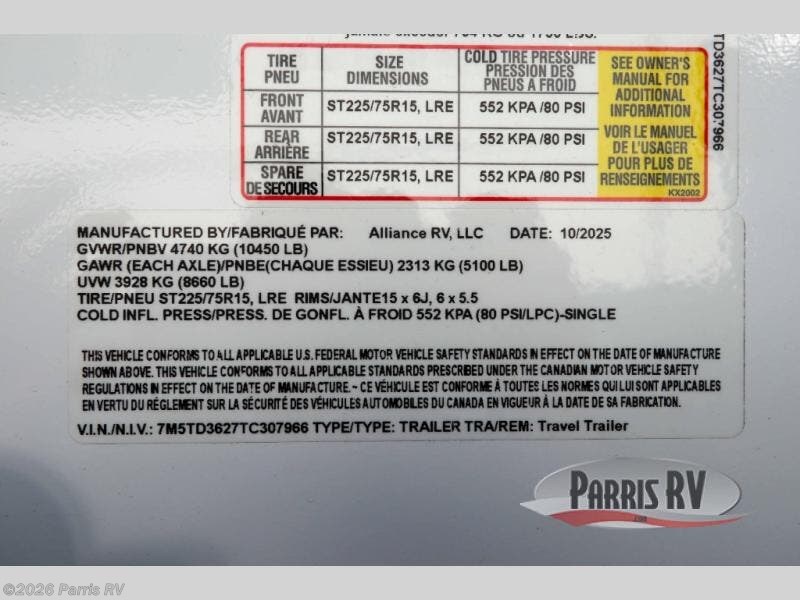 TIRE PNEU SIZE DIMENSIONS COLD TIRE PRESSURE PRESSION DES PNEUS A FROID
FRONT AVANT ST225/75R15, LRE 552 KPA /80 PSI
REAR ARRIÈRE ST225/75R15, LRE 552 KPA /80 PSI
SPARE DE SECOURS ST225/75R15, LRE 552 KPA /80 PSI
SEE OWNER'S
MANUAL FOR
ADDITIONAL
INFORMATION
VOIR LE MANUEL
DE L'USAGER
POUR PLUS DE
RENSEIGNEMENTS
KX2002
TD3627TC307966
MANUFACTURED BY/FABRIQUÉ PAR: Alliance RV, LLC DATE: 10/2025
GVWR/PNBV 4740 KG (10450 LB)
GAWR (EACH AXLE)/PNBE(CHAQUE ESSIEU) 2313 KG (5100 LB)
UVW 3928 KG (8660 LB)
TIRE/PNEU ST225/75R15, LRE RIMS/JANTE15 x 6J, 6 x 5.5
COLD INFL. PRESS/PRESS. DE GONFL. À FROID 552 KPA (80 PSI/LPC)-SINGLE
THIS VEHICLE CONFORMS TO ALL APPLICABLE U.S. FEDERAL MOTOR VEHICLE SAFETY STANDARDS IN EFFECT ON THE DATE OF MANUFACTURE
SHOWN ABOVE. THIS VEHICLE CONFORMS TO ALL APPLICABLE STANDARDS PRESCRIBED UNDER THE CANADIAN MOTOR VEHICLE SAFETY
REGULATIONS IN EFFECT ON THE DATE OF MANUFACTURE.~ CE VÉHICULE EST CONFORME À TOUTES LES NORMES QUI LUI SONT APPLICABLES
EN VERTU DU RÈGLEMENT SUR LA SÉCURITÉ DES VÉHICULES AUTOMOBILES DU CANADA EN VIGUEUR À LA DATE DE SA FABRICATION.
V.I.N./N.I.V.: 7M5TD3627TC307966 TYPE/TYPE: TRAILER TRA/REM: Travel Trailer
PARRIS RV
©2026 Parris RV